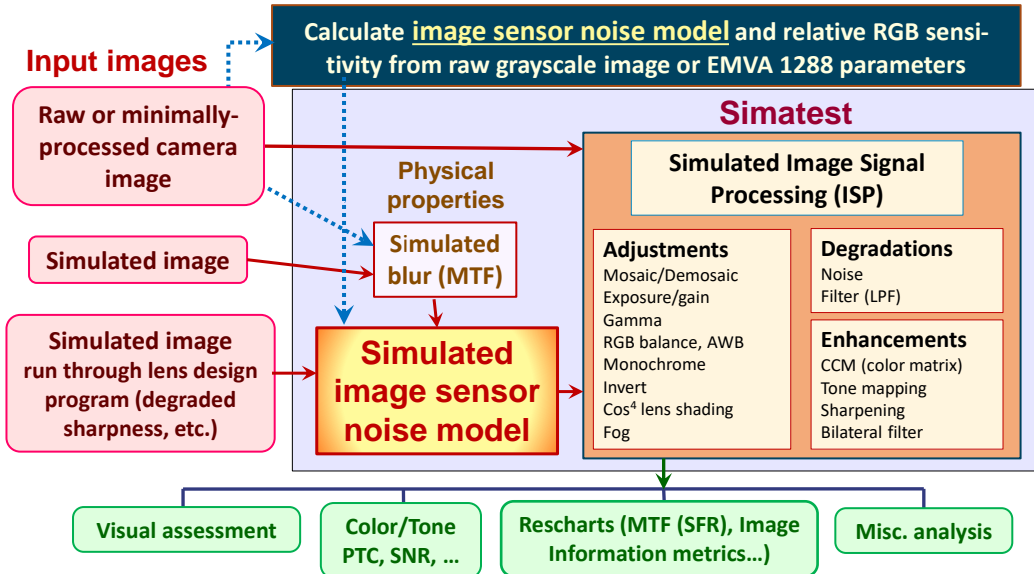 Calculate image sensor noise model and relative RGB sensi-
tivity from raw grayscale image or EMVA 1288 parameters
Input images
Raw or minimally-
processed camera
image
Simulated image
Simulated image
run through lens design
program (degraded
sharpness, etc.)
Simatest
Physical
properties
Simulated
blur (MTF)
Simulated
image sensor
noise model
Simulated Image Signal
Processing (ISP)
Adjustments
Mosaic/Demosaic
Exposure/gain
Gamma
RGB balance, AWB
Monochrome
Invert
Cos⁴ lens shading
Fog
Degradations
Noise
Filter (LPF)
Enhancements
CCM (color matrix)
Tone mapping
Sharpening
Bilateral filter
Visual assessment
Color/Tone
PTC, SNR, ...
Rescharts (MTF (SFR), Image
Information metrics...)
Misc. analysis